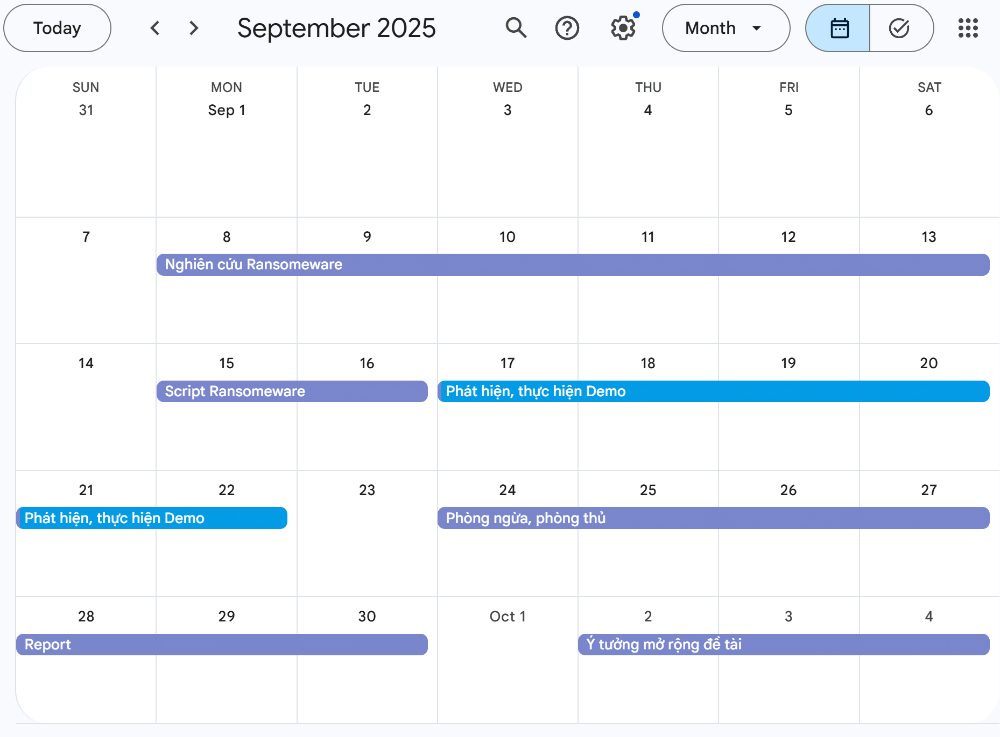 Today
September 2025
Month
SUN MON TUE WED THU FRI SAT
31 Sep 1 2 3 4 5 6
7 8 9 10 11 12 13
Nghiên cứu Ransomeware
14 15 16 17 18 19 20
Script Ransomeware
Phát hiện, thực hiện Demo
21 22 23 24 25 26 27
Phát hiện, thực hiện Demo
Phòng ngừa, phòng thủ
28 29 30 Oct 1 2 3 4
Report
Ý tưởng mở rộng đề tài